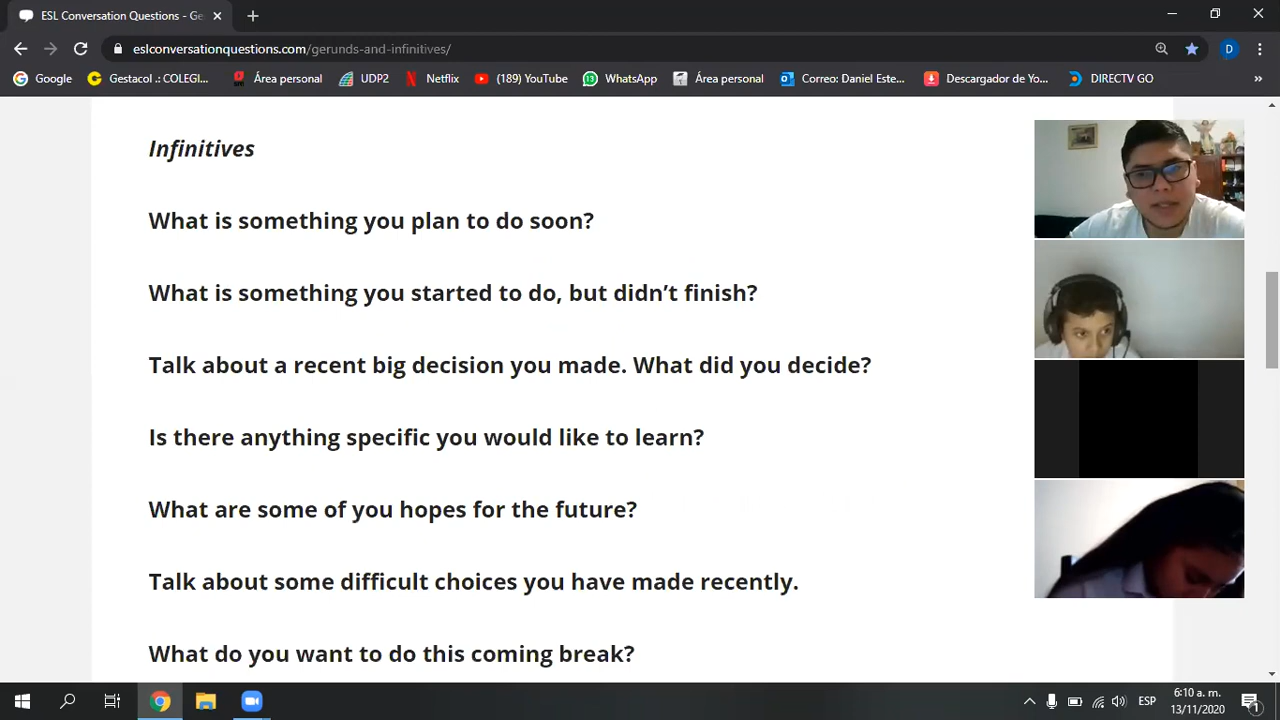 ESL Conversation Questions - Ge
eslconversationquestions.com/gerunds-and-infinitives/
D
Google
Gestacol .: COLEGI...
Área personal
UDP2
Netflix
(189) YouTube
13
WhatsApp
Área personal
Correo: Daniel Este...
Descargador de Yo...
DIRECTV GO
»
Infinitives
What is something you plan to do soon?
What is something you started to do, but didn’t finish?
Talk about a recent big decision you made. What did you decide?
Is there anything specific you would like to learn?
What are some of you hopes for the future?
Talk about some difficult choices you have made recently.
What do you want to do this coming break?
ESP
6:10 a. m.
13/11/2020
1